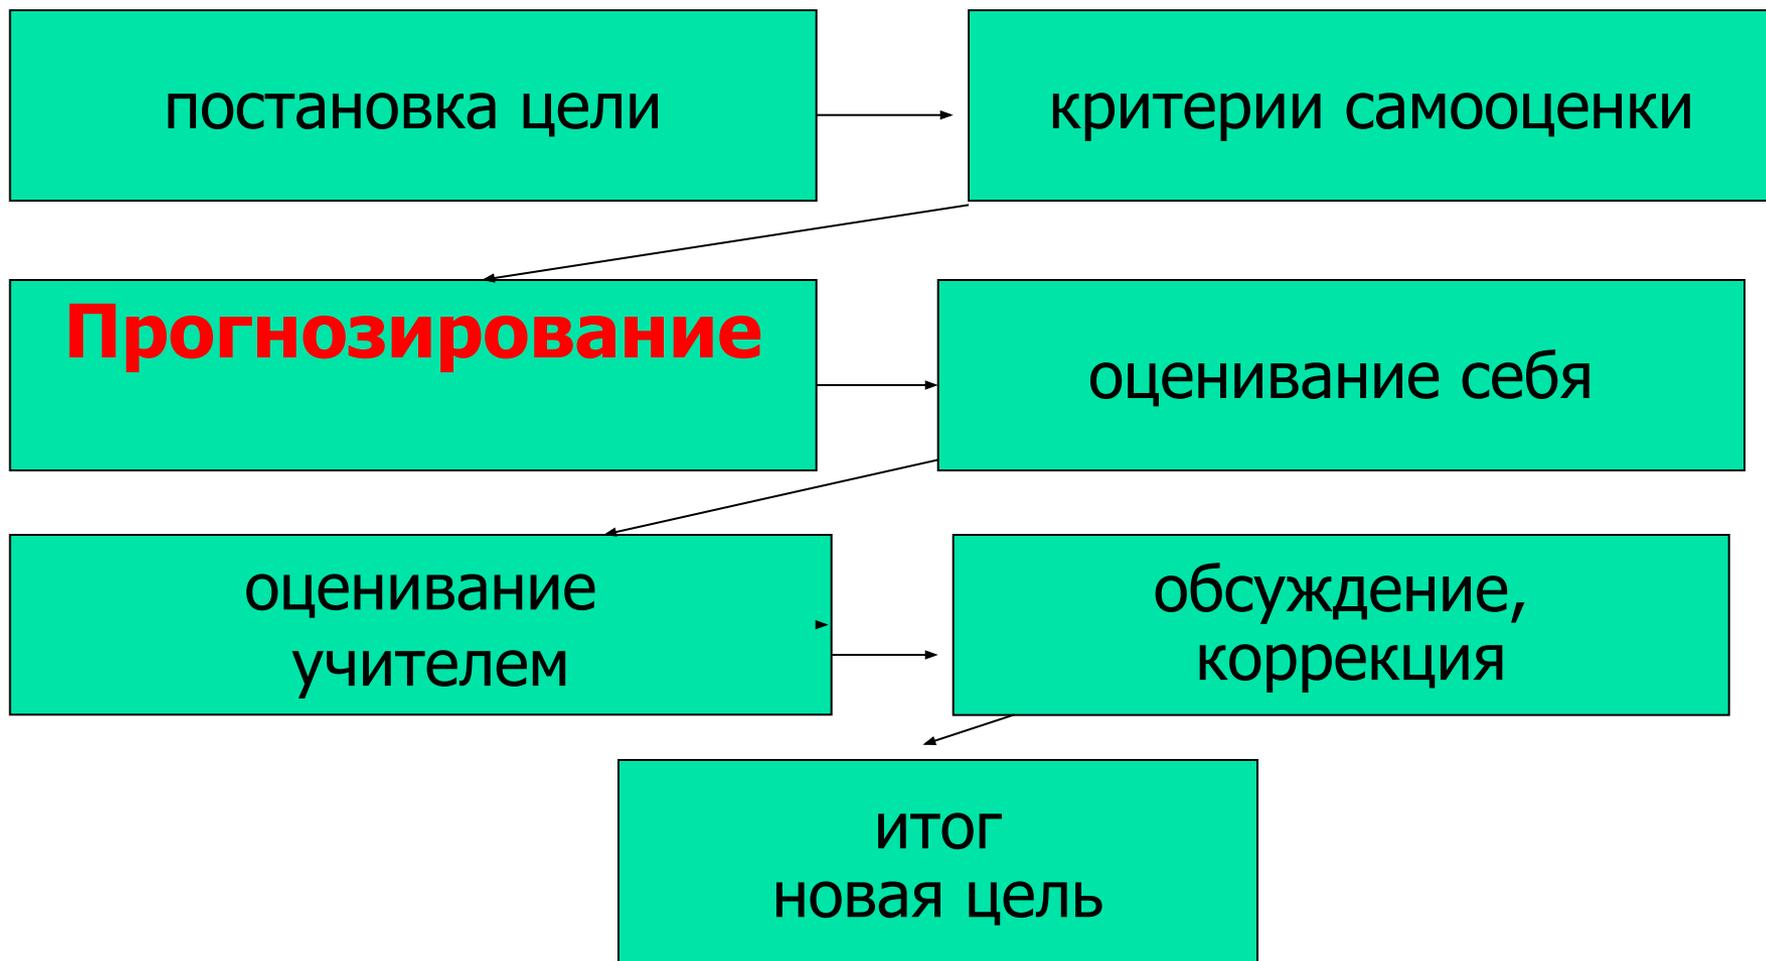 постановка цели
критерии самооценки
Прогнозирование
оценивание себя
оценивание
учителем
обсуждение,
коррекция
итог
новая цель